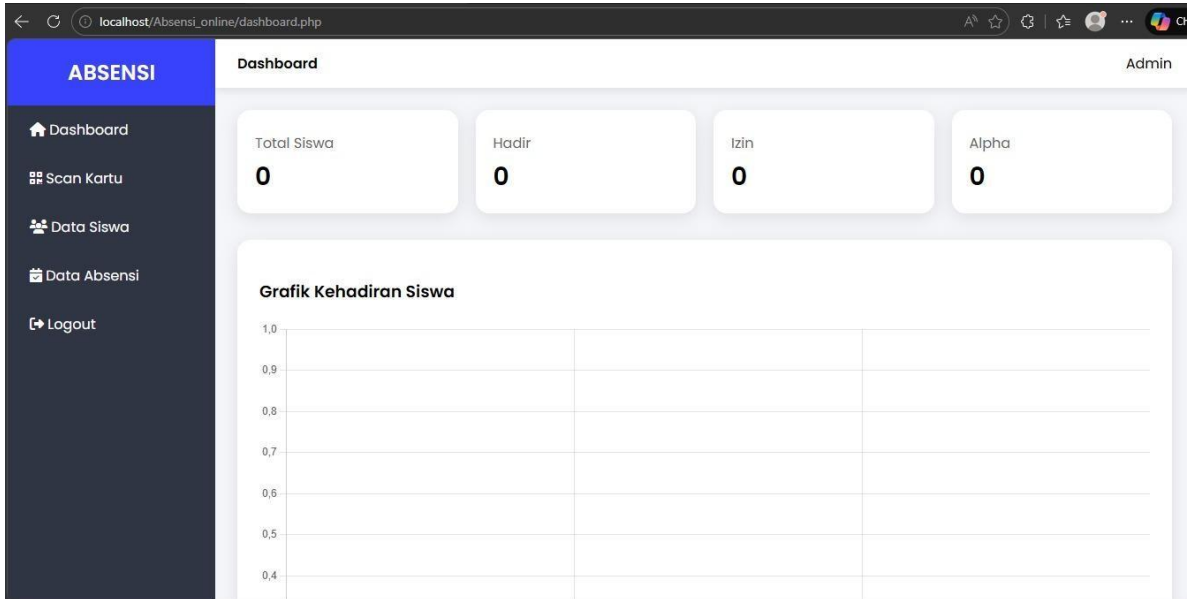 localhost/Absensi_online/dashboard.php
ABSENSI
Dashboard
Admin
Dashboard
Scan Kartu
Data Siswa
Data Absensi
Logout
Total Siswa
0
Hadir
0
Izin
0
Alpha
0
Grafik Kehadiran Siswa
1,0
0,9
0,8
0,7
0,6
0,5
0,4